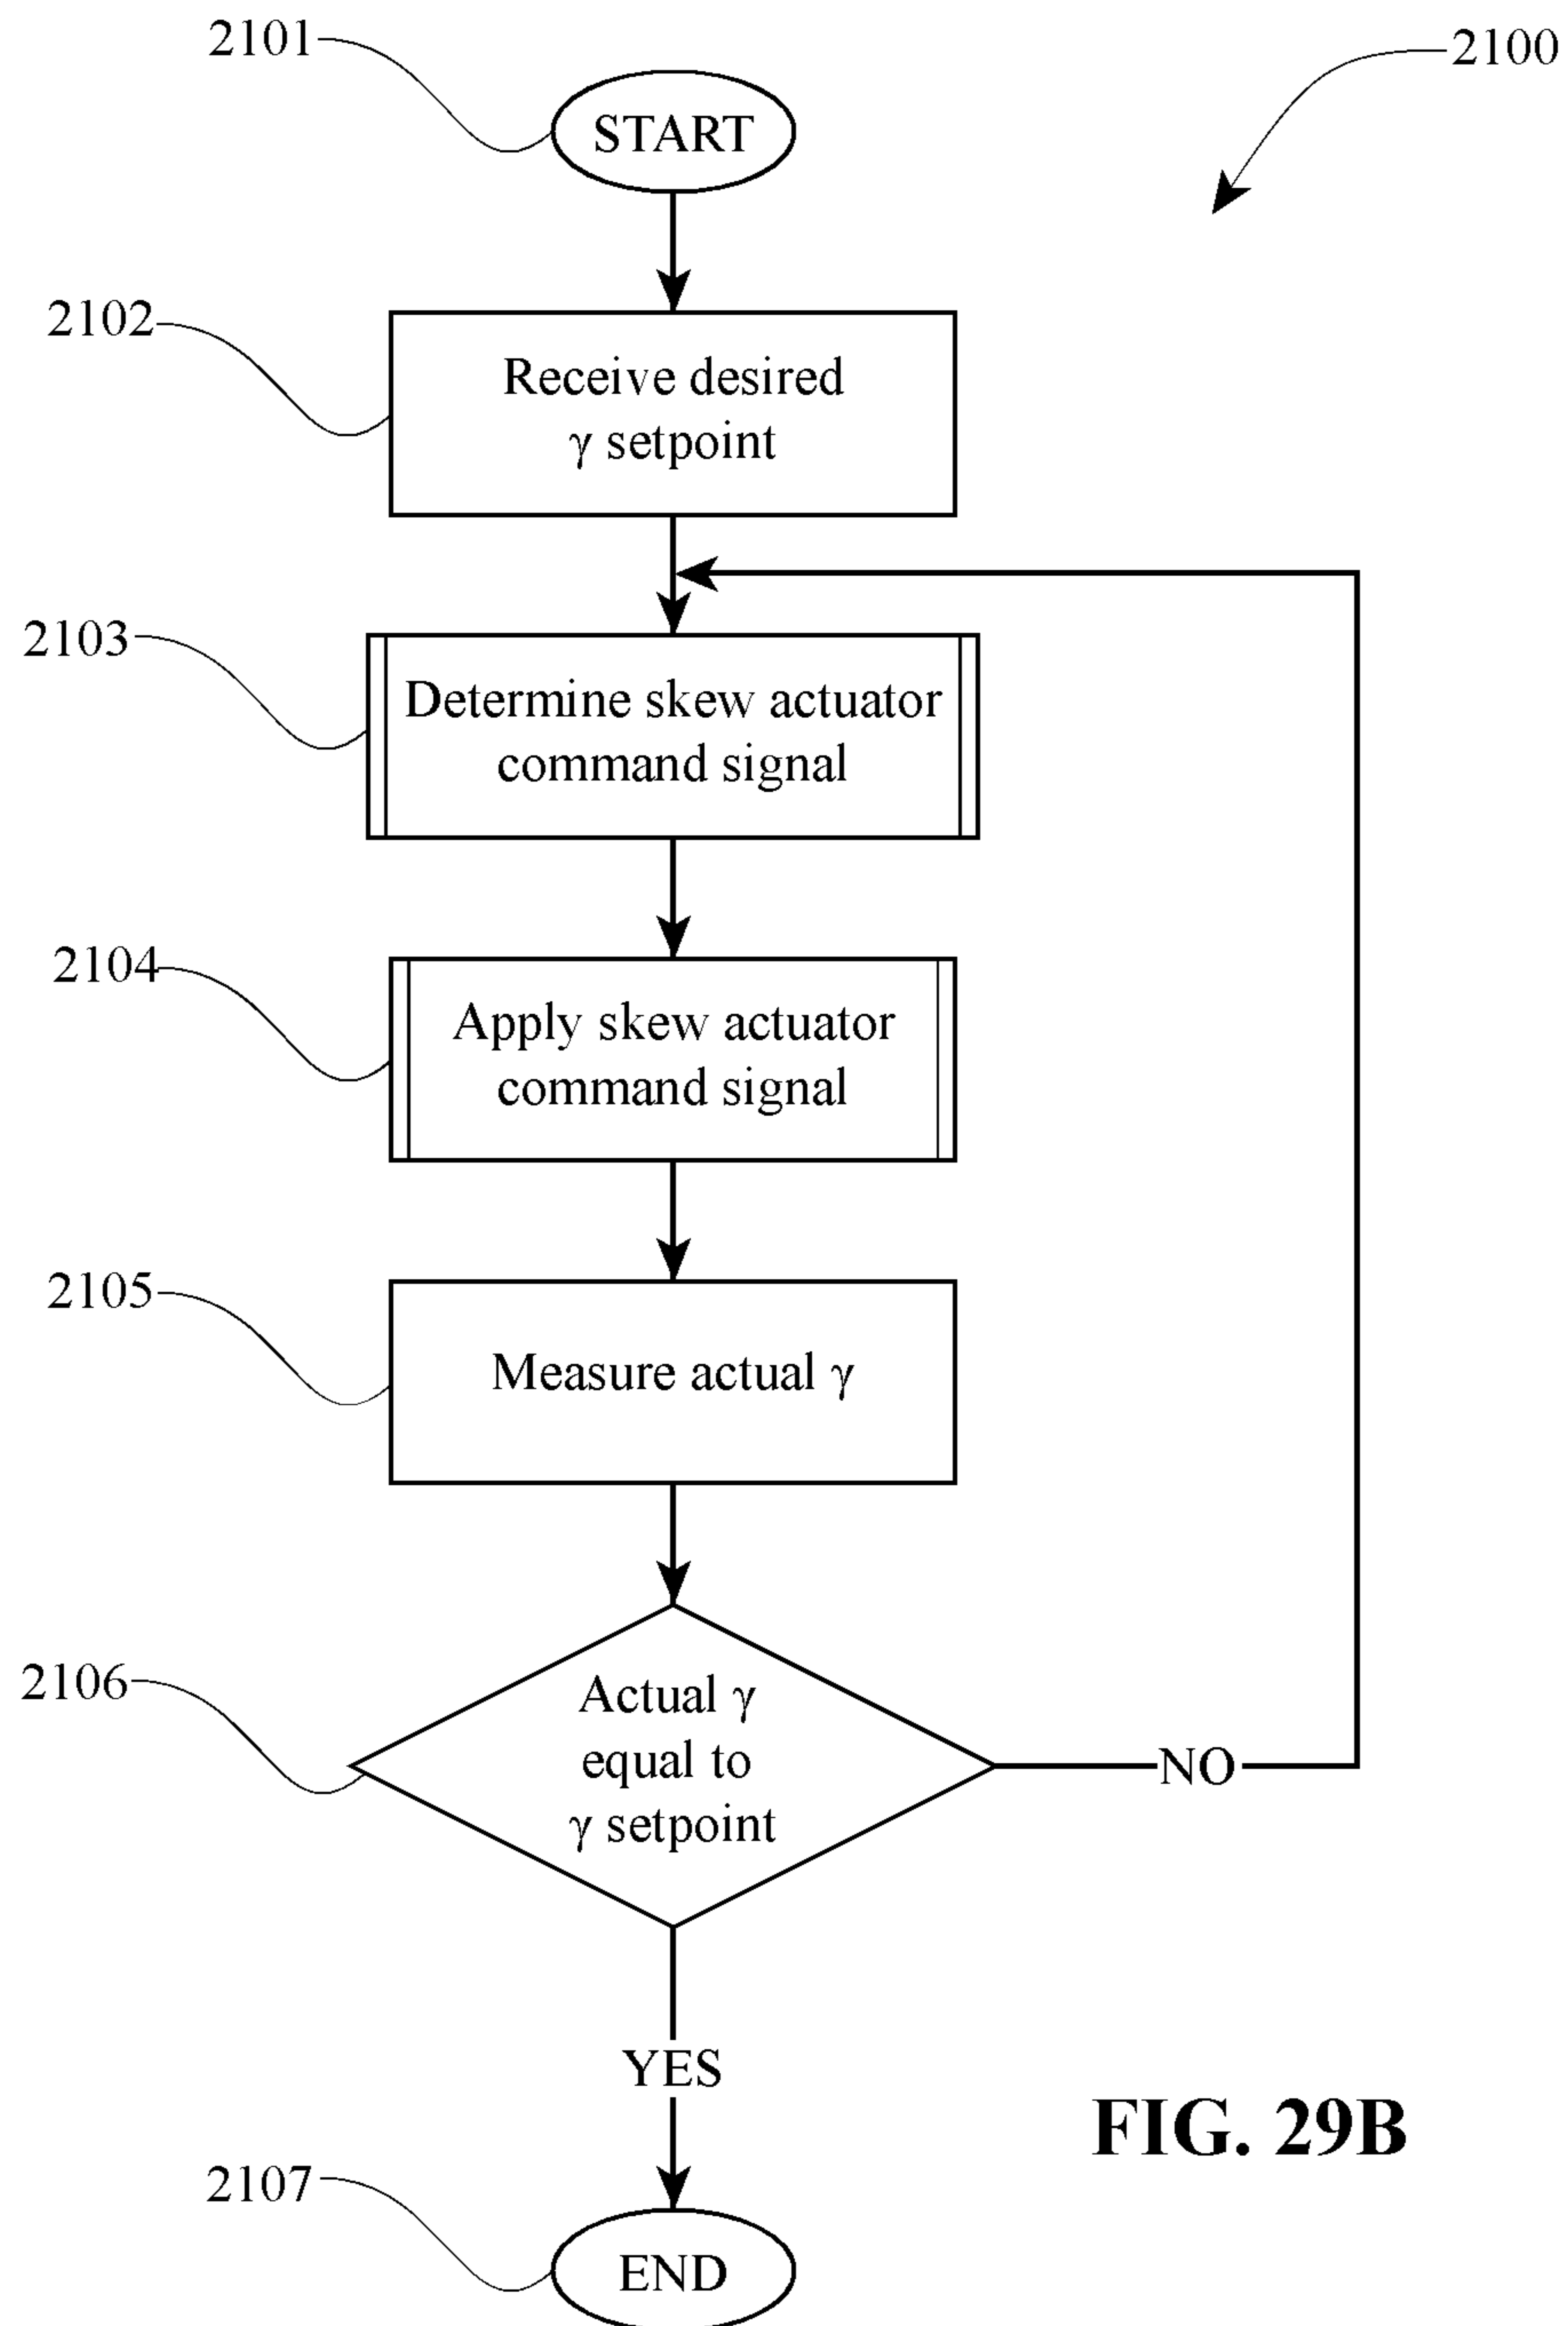 2101
2100
START
2102
Receive desired
γ setpoint
2103
Determine skew actuator
command signal
2104
Apply skew actuator
command signal
2105
Measure actual γ
2106
Actual γ
equal to
γ setpoint
NO
YES
FIG. 29B
2107
END